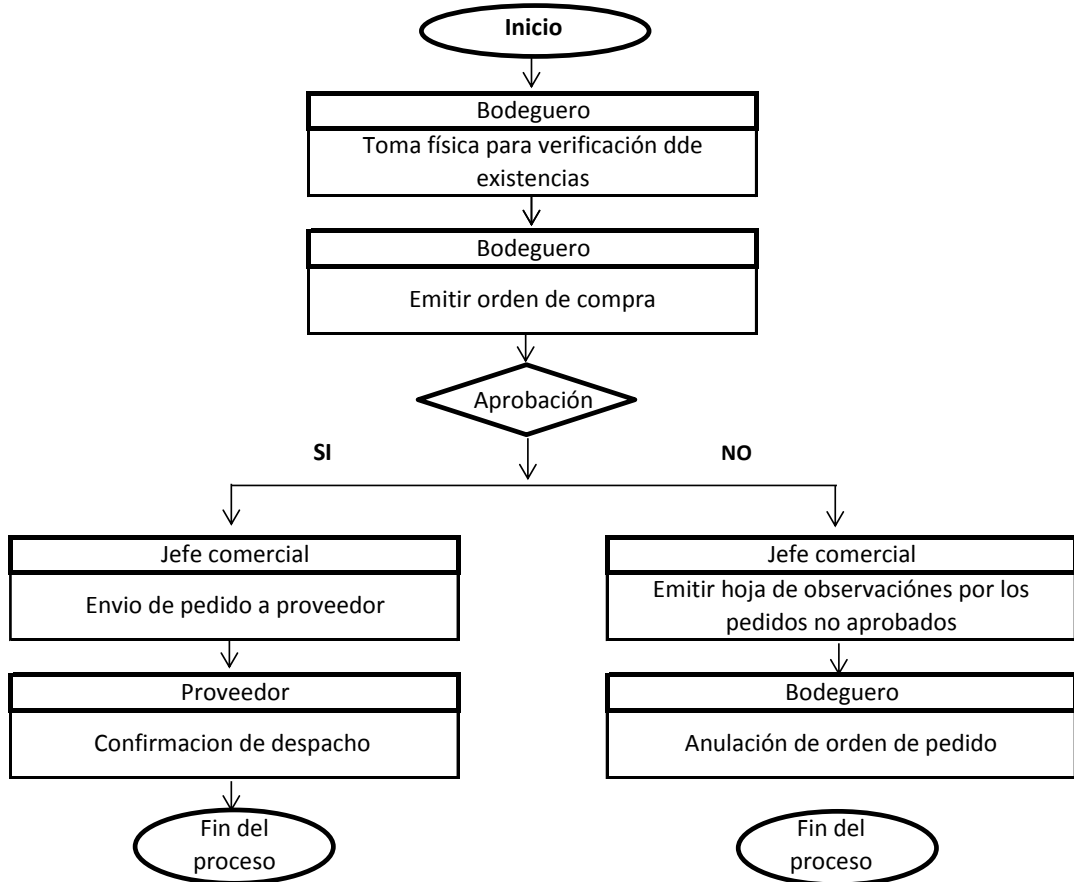 Inicio
Bodeguero
Toma física para verificación dde
existencias
Bodeguero
Emitir orden de compra
Aprobación
SI
NO
Jefe comercial
Envio de pedido a proveedor
Proveedor
Confirmacion de despacho
Fin del
proceso
Jefe comercial
Emitir hoja de observaciónes por los
pedidos no aprobados
Bodeguero
Anulación de orden de pedido
Fin del
proceso